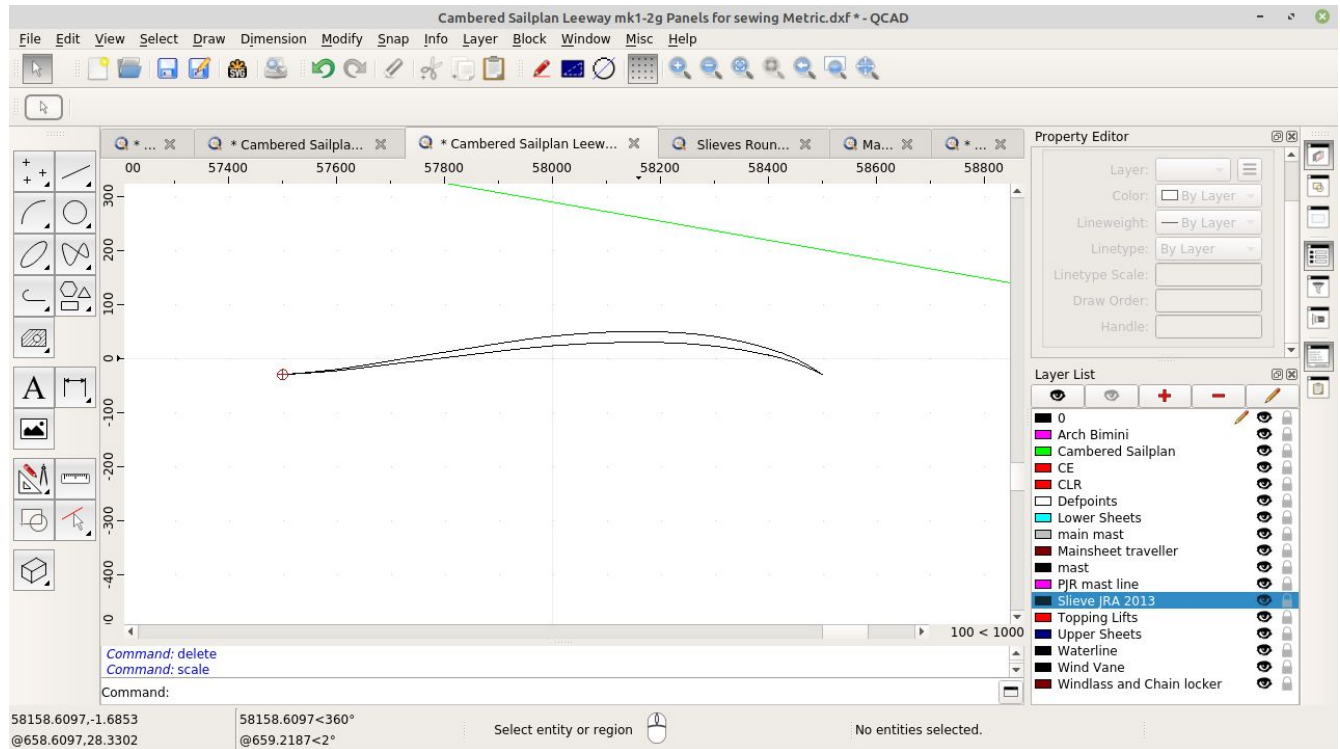 Cambered Sailplan Leeway mk1-2g Panels for sewing Metric.dxf * - QCAD
File Edit View Select Draw Dimension Modify Snap Info Layer Block Window Misc Help
SVG
* ... * Cambered Sailpla... * Cambered Sailplan Leew... Slieves Roun... Ma... * ...
00 57400 57600 57800 58000 58200 58400 58600 58800
300
200
100
0
-100
-200
-300
-400
0
100 < 1000
Command: delete
Command: scale
Command:
Property Editor
Layer:
Color: By Layer
Lineweight: By Layer
Linetype: By Layer
Linetype Scale:
Draw Order:
Handle:
Layer List
0
Arch Bimini
Cambered Sailplan
CE
CLR
Defpoints
Lower Sheets
main mast
Mainsheet traveller
mast
PJR mast line
Slieve JRA 2013
Topping Lifts
Upper Sheets
Waterline
Wind Vane
Windlass and Chain locker
58158.6097,-1.6853 58158.6097<360° Select entity or region No entities selected.
@658.6097,28.3302 @659.2187<2°